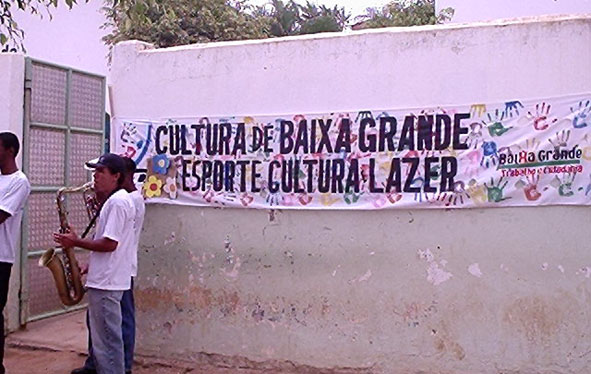 CULTURA DE BAIXA GRANDE
ESPORTE CULTURA LAZER
Baixa Grande
Trabalho e Cidadania